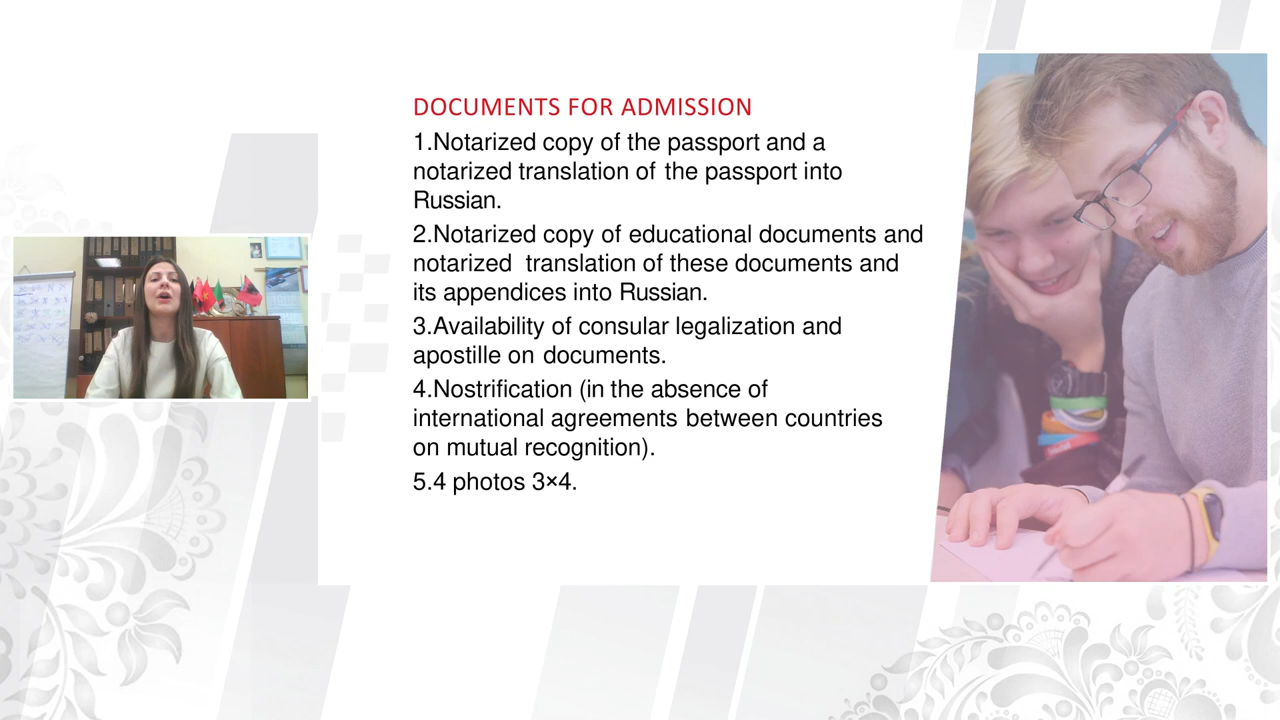 DOCUMENTS FOR ADMISSION
1.Notarized copy of the passport and a
notarized translation of the passport into
Russian.
2.Notarized copy of educational documents and
notarized translation of these documents and
its appendices into Russian.
3.Availability of consular legalization and
apostille on documents.
4.Nostrification (in the absence of
international agreements between countries
on mutual recognition).
5.4 photos 3×4.